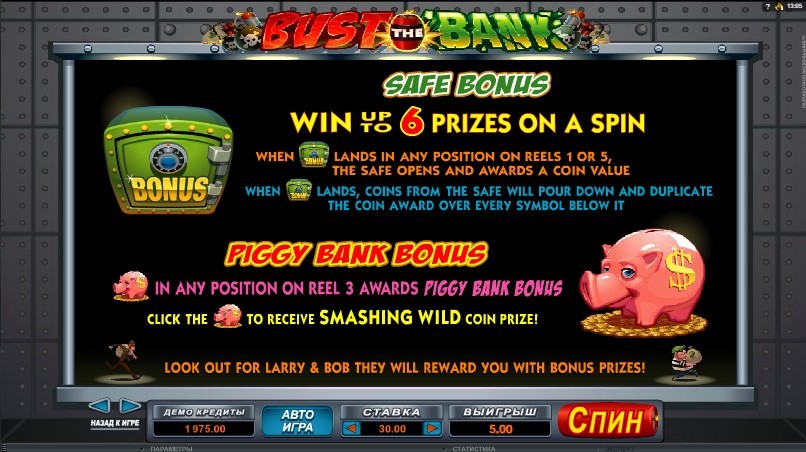 ? 13:05
BUST THE BANK
SAFE BONUS
WIN UP TO 6 PRIZES ON A SPIN
WHEN BONUS LANDS IN ANY POSITION ON REELS 1 OR 5,
THE SAFE OPENS AND AWARDS A COIN VALUE
BONUS
WHEN BONUS LANDS, COINS FROM THE SAFE WILL POUR DOWN AND DUPLICATE
THE COIN AWARD OVER EVERY SYMBOL BELOW IT
PIGGY BANK BONUS
$
IN ANY POSITION ON REEL 3 AWARDS PIGGY BANK BONUS
CLICK THE TO RECEIVE SMASHING WILD COIN PRIZE!
LOOK OUT FOR LARRY & BOB THEY WILL REWARD YOU WITH BONUS PRIZES!
НАЗАД К ИГРЕ
ДЕМО КРЕДИТЫ
1975.00
АВТО
ИГРА
СТАВКА
30.00
ВЫИГРЫШ
5.00
СПИН
ПАРАМЕТРЫ
СТАТИСТИКА